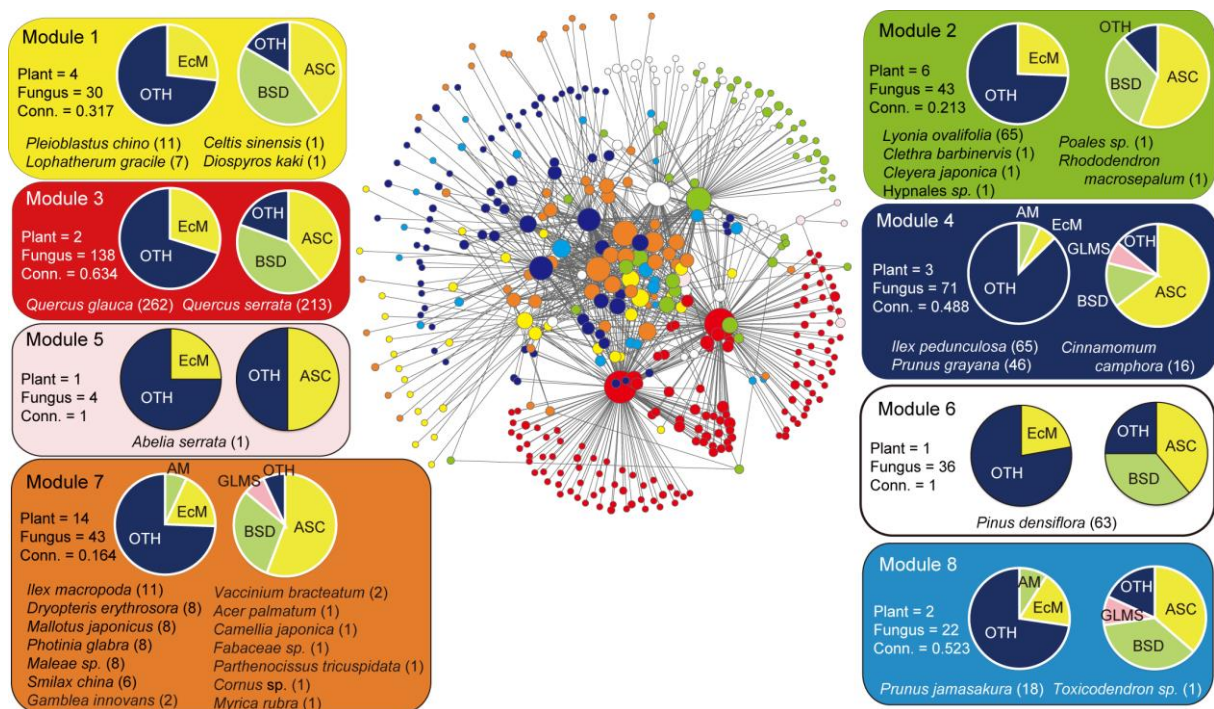 Module 1
Plant = 4
Fungus = 30
Conn. = 0.317
EcM
OTH
OTH
ASC
BSD
Pleioblastus chino (11)
Lophatherum gracile (7)
Celtis sinensis (1)
Diospyros kaki (1)
Module 3
Plant = 2
Fungus = 138
Conn. = 0.634
EcM
OTH
OTH
ASC
BSD
Quercus glauca (262)
Quercus serrata (213)
Module 5
Plant = 1
Fungus = 4
Conn. = 1
EcM
OTH
OTH
ASC
Abelia serrata (1)
Module 7
Plant = 14
Fungus = 43
Conn. = 0.164
AM
EcM
OTH
GLMS
OTH
ASC
BSD
Ilex macropoda (11)
Dryopteris erythrosora (8)
Mallotus japonicus (8)
Photinia glabra (8)
Maleae sp. (8)
Smilax china (6)
Gamblea innovans (2)
Vaccinium bracteatum (2)
Acer palmatum (1)
Camellia japonica (1)
Fabaceae sp. (1)
Parthenocissus tricuspidata (1)
Cornus sp. (1)
Myrica rubra (1)
Module 2
Plant = 6
Fungus = 43
Conn. = 0.213
EcM
OTH
OTH
ASC
BSD
Lyonia ovalifolia (65)
Clethra barbinervis (1)
Cleyera japonica (1)
Hypnales sp. (1)
Poales sp. (1)
Rhododendron
macrosepalum (1)
Module 4
Plant = 3
Fungus = 71
Conn. = 0.488
AM
EcM
OTH
GLMS
OTH
ASC
BSD
Ilex pedunculosa (65)
Prunus grayana (46)
Cinnamomum
camphora (16)
Module 6
Plant = 1
Fungus = 36
Conn. = 1
EcM
OTH
OTH
ASC
BSD
Pinus densiflora (63)
Module 8
Plant = 2
Fungus = 22
Conn. = 0.523
AM
EcM
OTH
OTH
GLMS
ASC
BSD
Prunus jamasakura (18)
Toxicodendron sp. (1)